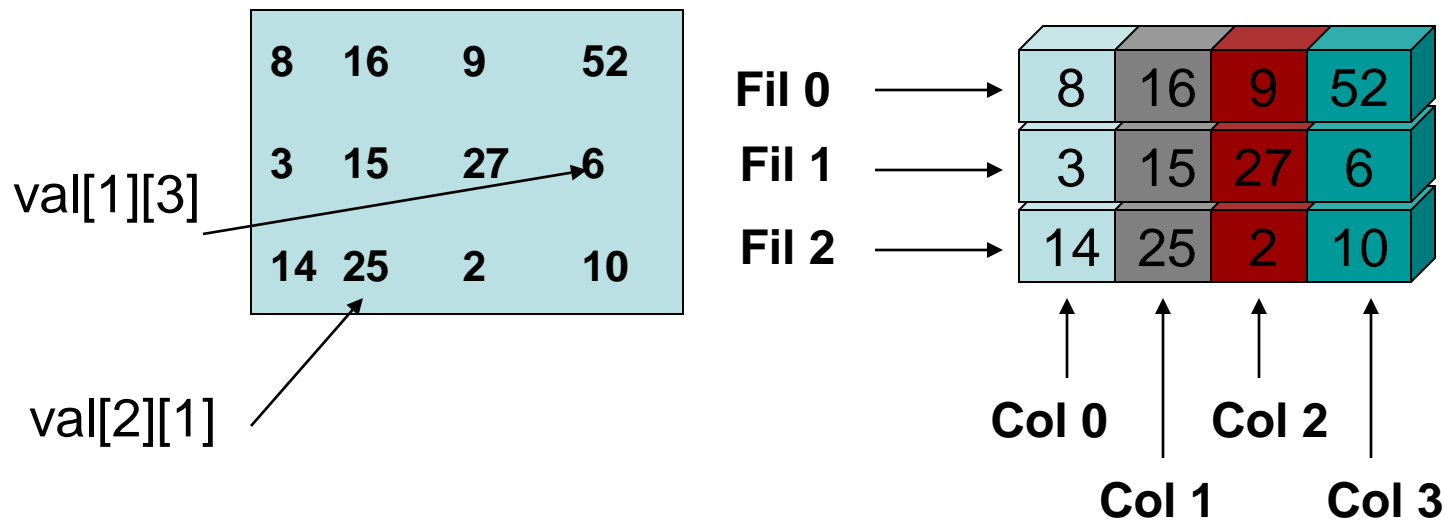 8 16 9 52
3 15 27 6
14 25 2 10
val[1][3]
val[2][1]
Fil 0
8 16 9 52
Fil 1
3 15 27 6
Fil 2
14 25 2 10
Col 0
Col 2
Col 1
Col 3